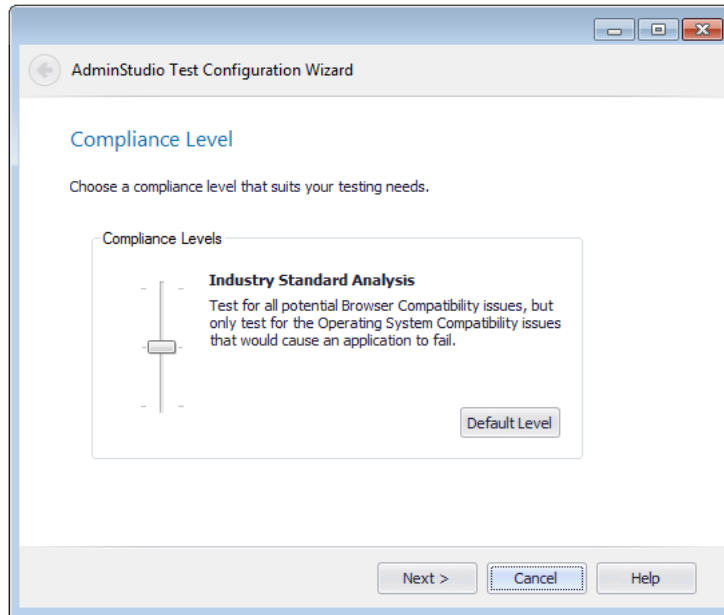 AdminStudio Test Configuration Wizard
Compliance Level
Choose a compliance level that suits your testing needs.
Compliance Levels
Industry Standard Analysis
Test for all potential Browser Compatibility issues, but
only test for the Operating System Compatibility issues
that would cause an application to fail.
Default Level
Next >
Cancel
Help